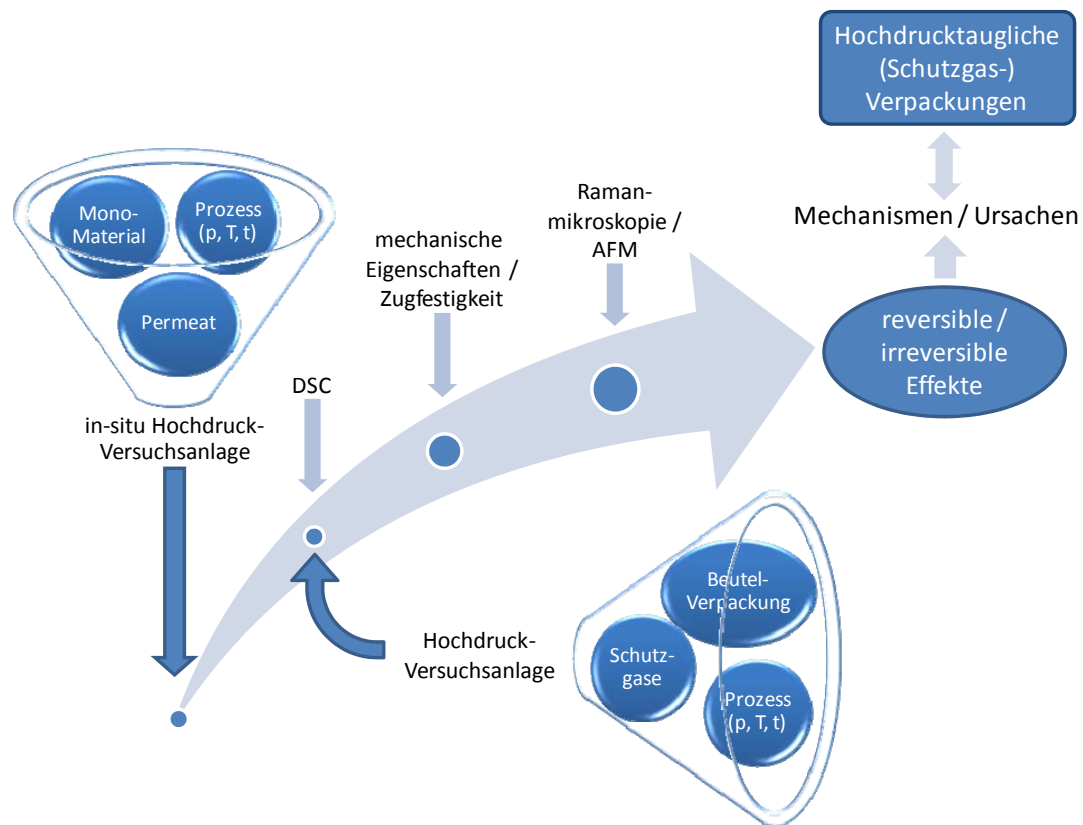 Hochdrucktaugliche
(Schutzgas-)
Verpackungen
Mono-
Material
Prozess
(p, T, t)
Permeat
in-situ Hochdruck-
Versuchsanlage
DSC
mechanische
Eigenschaften /
Zugfestigkeit
Raman-
mikroskopie /
AFM
Mechanismen / Ursachen
reversible /
irreversible
Effekte
Hochdruck-
Versuchsanlage
Beutel-
Verpackung
Schutz-
gase
Prozess
(p, T, t)